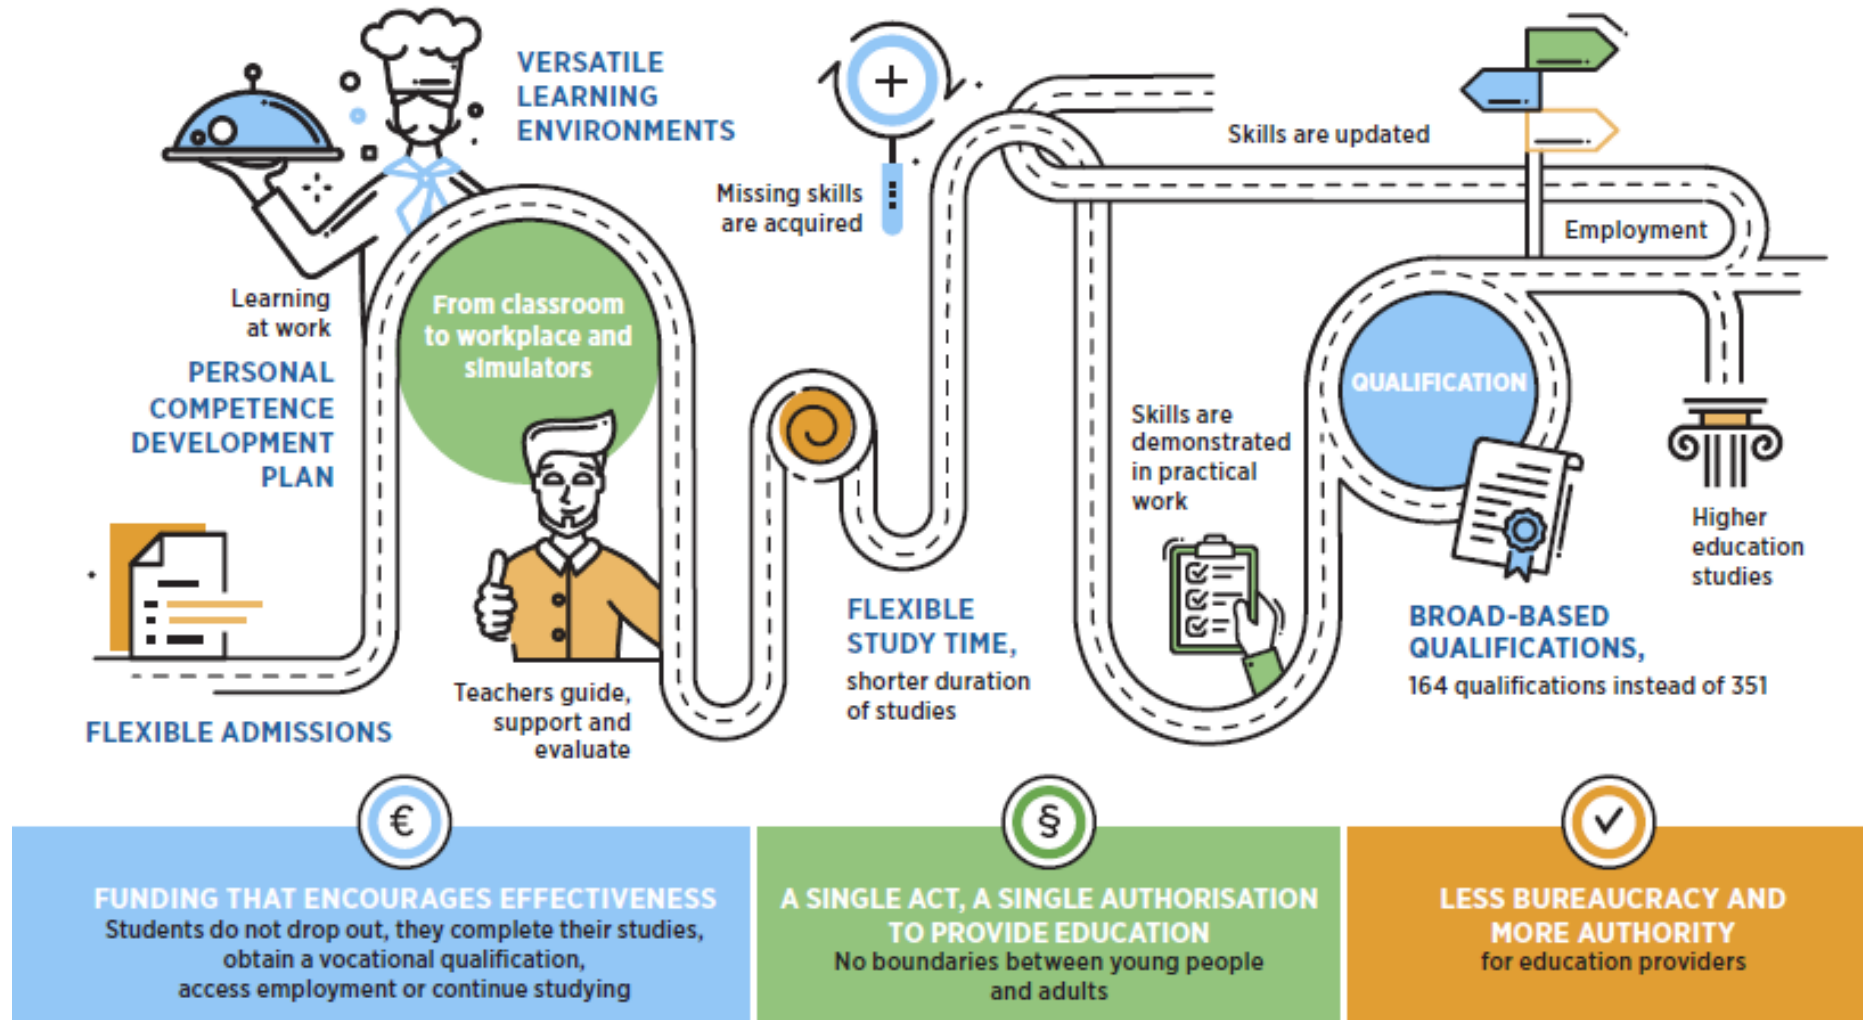 VERSATILE
LEARNING
ENVIRONMENTS
Learning
at work
PERSONAL
COMPETENCE
DEVELOPMENT
PLAN
FLEXIBLE ADMISSIONS
From classroom
to workplace and
simulators
Teachers guide,
support and
evaluate
Missing skills
are acquired
FLEXIBLE
STUDY TIME,
shorter duration
of studies
Skills are updated
Employment
Skills are
demonstrated
in practical
work
QUALIFICATION
BROAD-BASED
QUALIFICATIONS,
164 qualifications instead of 351
Higher
education
studies
€
FUNDING THAT ENCOURAGES EFFECTIVENESS
Students do not drop out, they complete their studies,
obtain a vocational qualification,
access employment or continue studying
§
A SINGLE ACT, A SINGLE AUTHORISATION
TO PROVIDE EDUCATION
No boundaries between young people
and adults
LESS BUREAUCRACY AND
MORE AUTHORITY
for education providers